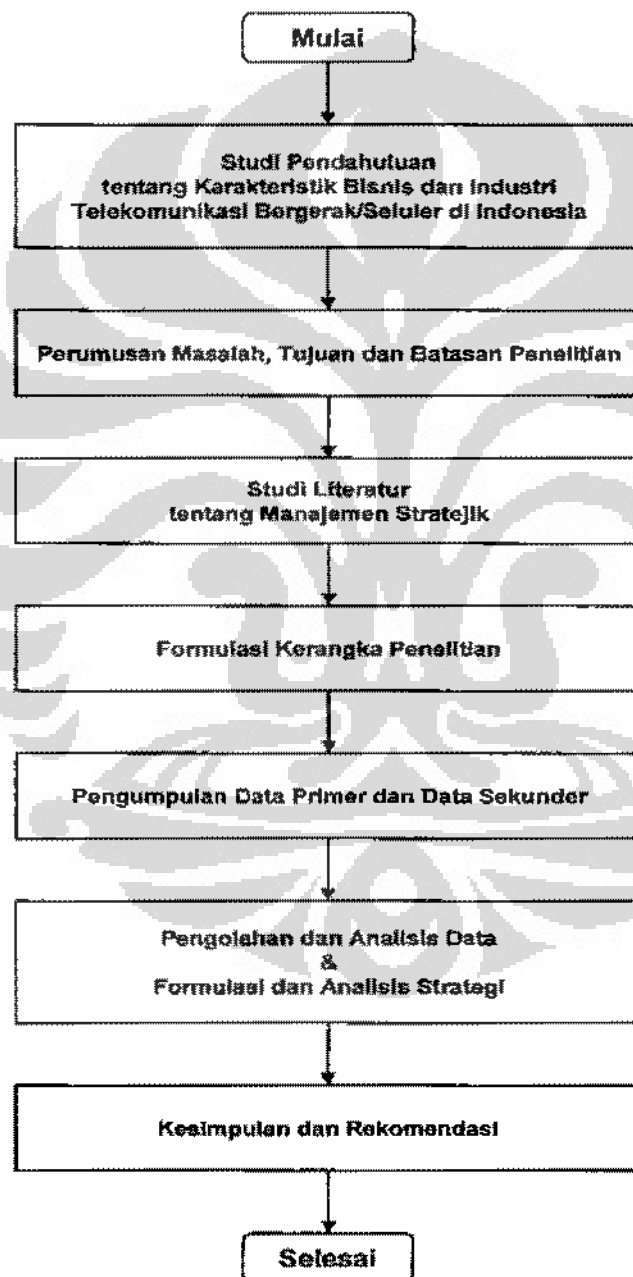 Mulai
Studi Pendahuluan
tentang Karakteristik Bisnis dan Industri
Telekomunikasi Bergerak/Seluler di Indonesia
Perumusan Masalah, Tujuan dan Batasan Penelitian
Studi Literatur
tentang Manajemen Stratejik
Formulasi Kerangka Penelitian
Pengumpulan Data Primer dan Data Sekunder
Pengolahan dan Analisis Data
&
Formulasi dan Analisis Strategi
Kesimpulan dan Rekomendasi
Selesai